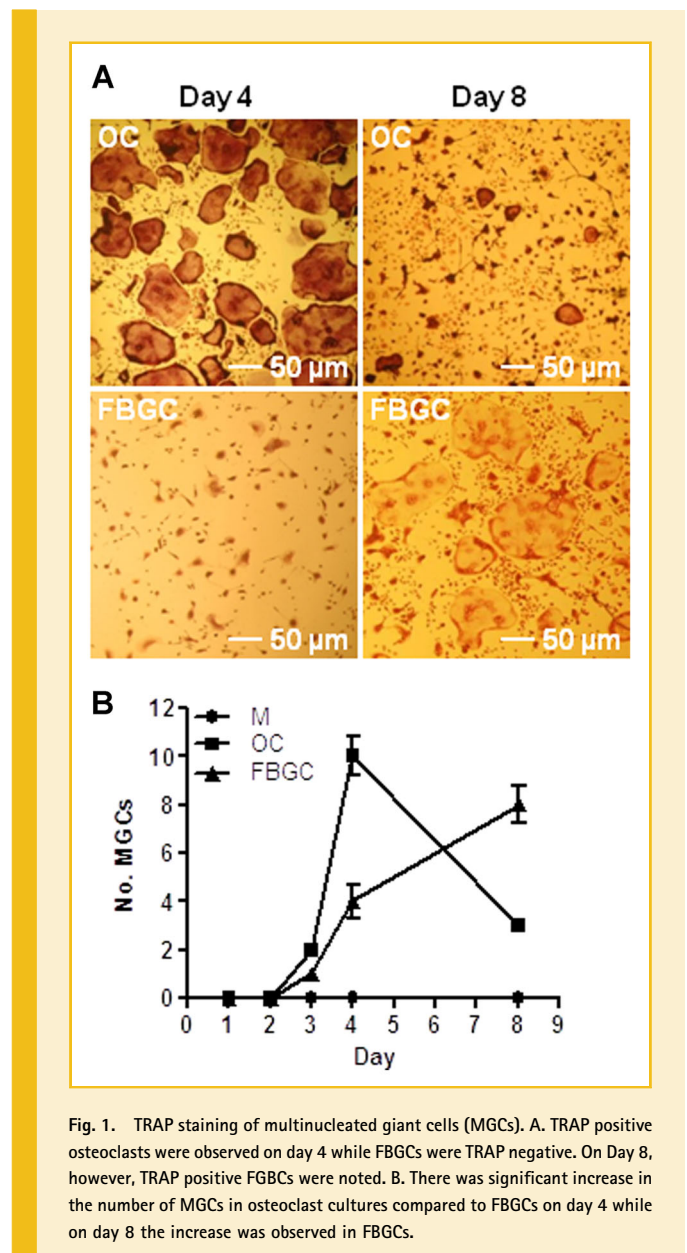 A
Day 4 Day 8
OC OC
50 µm 50 µm
FBGC FBGC
50 µm 50 µm
B
12
M
10
OC
FBGC
8
6
4
2
0
No. MGCs
0 1 2 3 4 5 6 7 8 9
Day
Fig. 1. TRAP staining of multinucleated giant cells (MGCs). A. TRAP positive
osteoclasts were observed on day 4 while FBGCs were TRAP negative. On Day 8,
however, TRAP positive FGBCs were noted. B. There was significant increase in
the number of MGCs in osteoclast cultures compared to FBGCs on day 4 while
on day 8 the increase was observed in FBGCs.